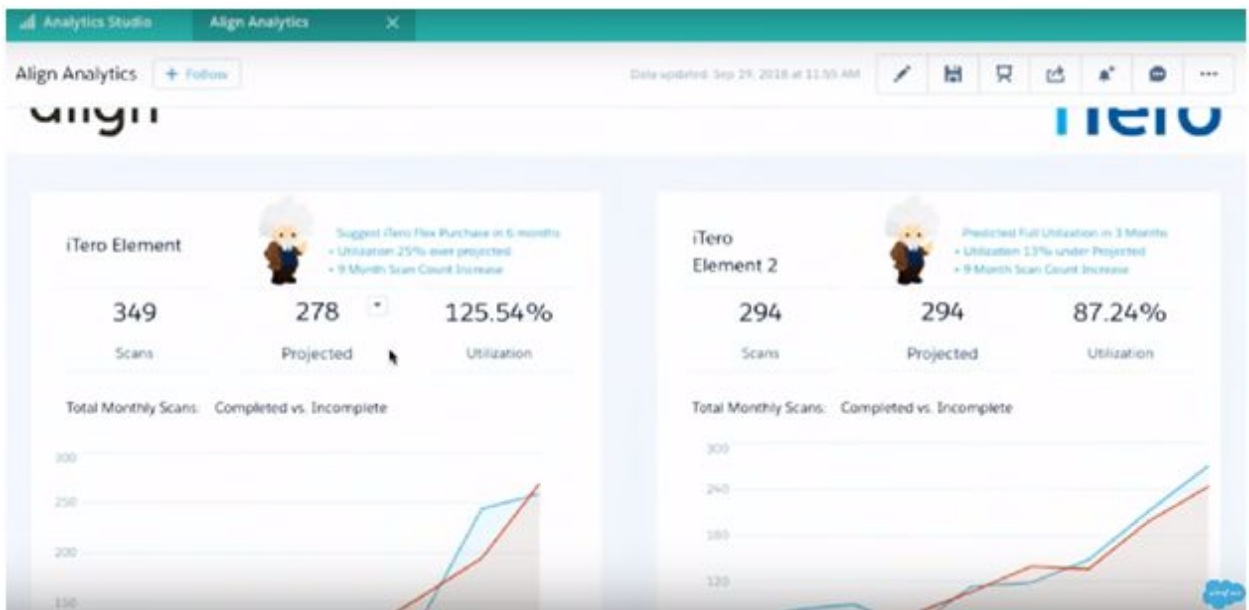 Analytics Studio Align Analytics
Align Analytics + Follow Data updated: Sep 29, 2018 at 11:55 AM
align iTero
iTero Element
Suggest iTero Flex Purchase in 6 months
• Utilization 25% over projected
• 9 Month Scan Count Increase
349 278 125.54%
Scans Projected Utilization
Total Monthly Scans: Completed vs. Incomplete
300
250
200
150
iTero
Element 2
Predicted Full Utilization in 3 Months
• Utilization 13% under Projected
• 9 Month Scan Count Increase
294 294 87.24%
Scans Projected Utilization
Total Monthly Scans: Completed vs. Incomplete
300
240
180
120
salesforce